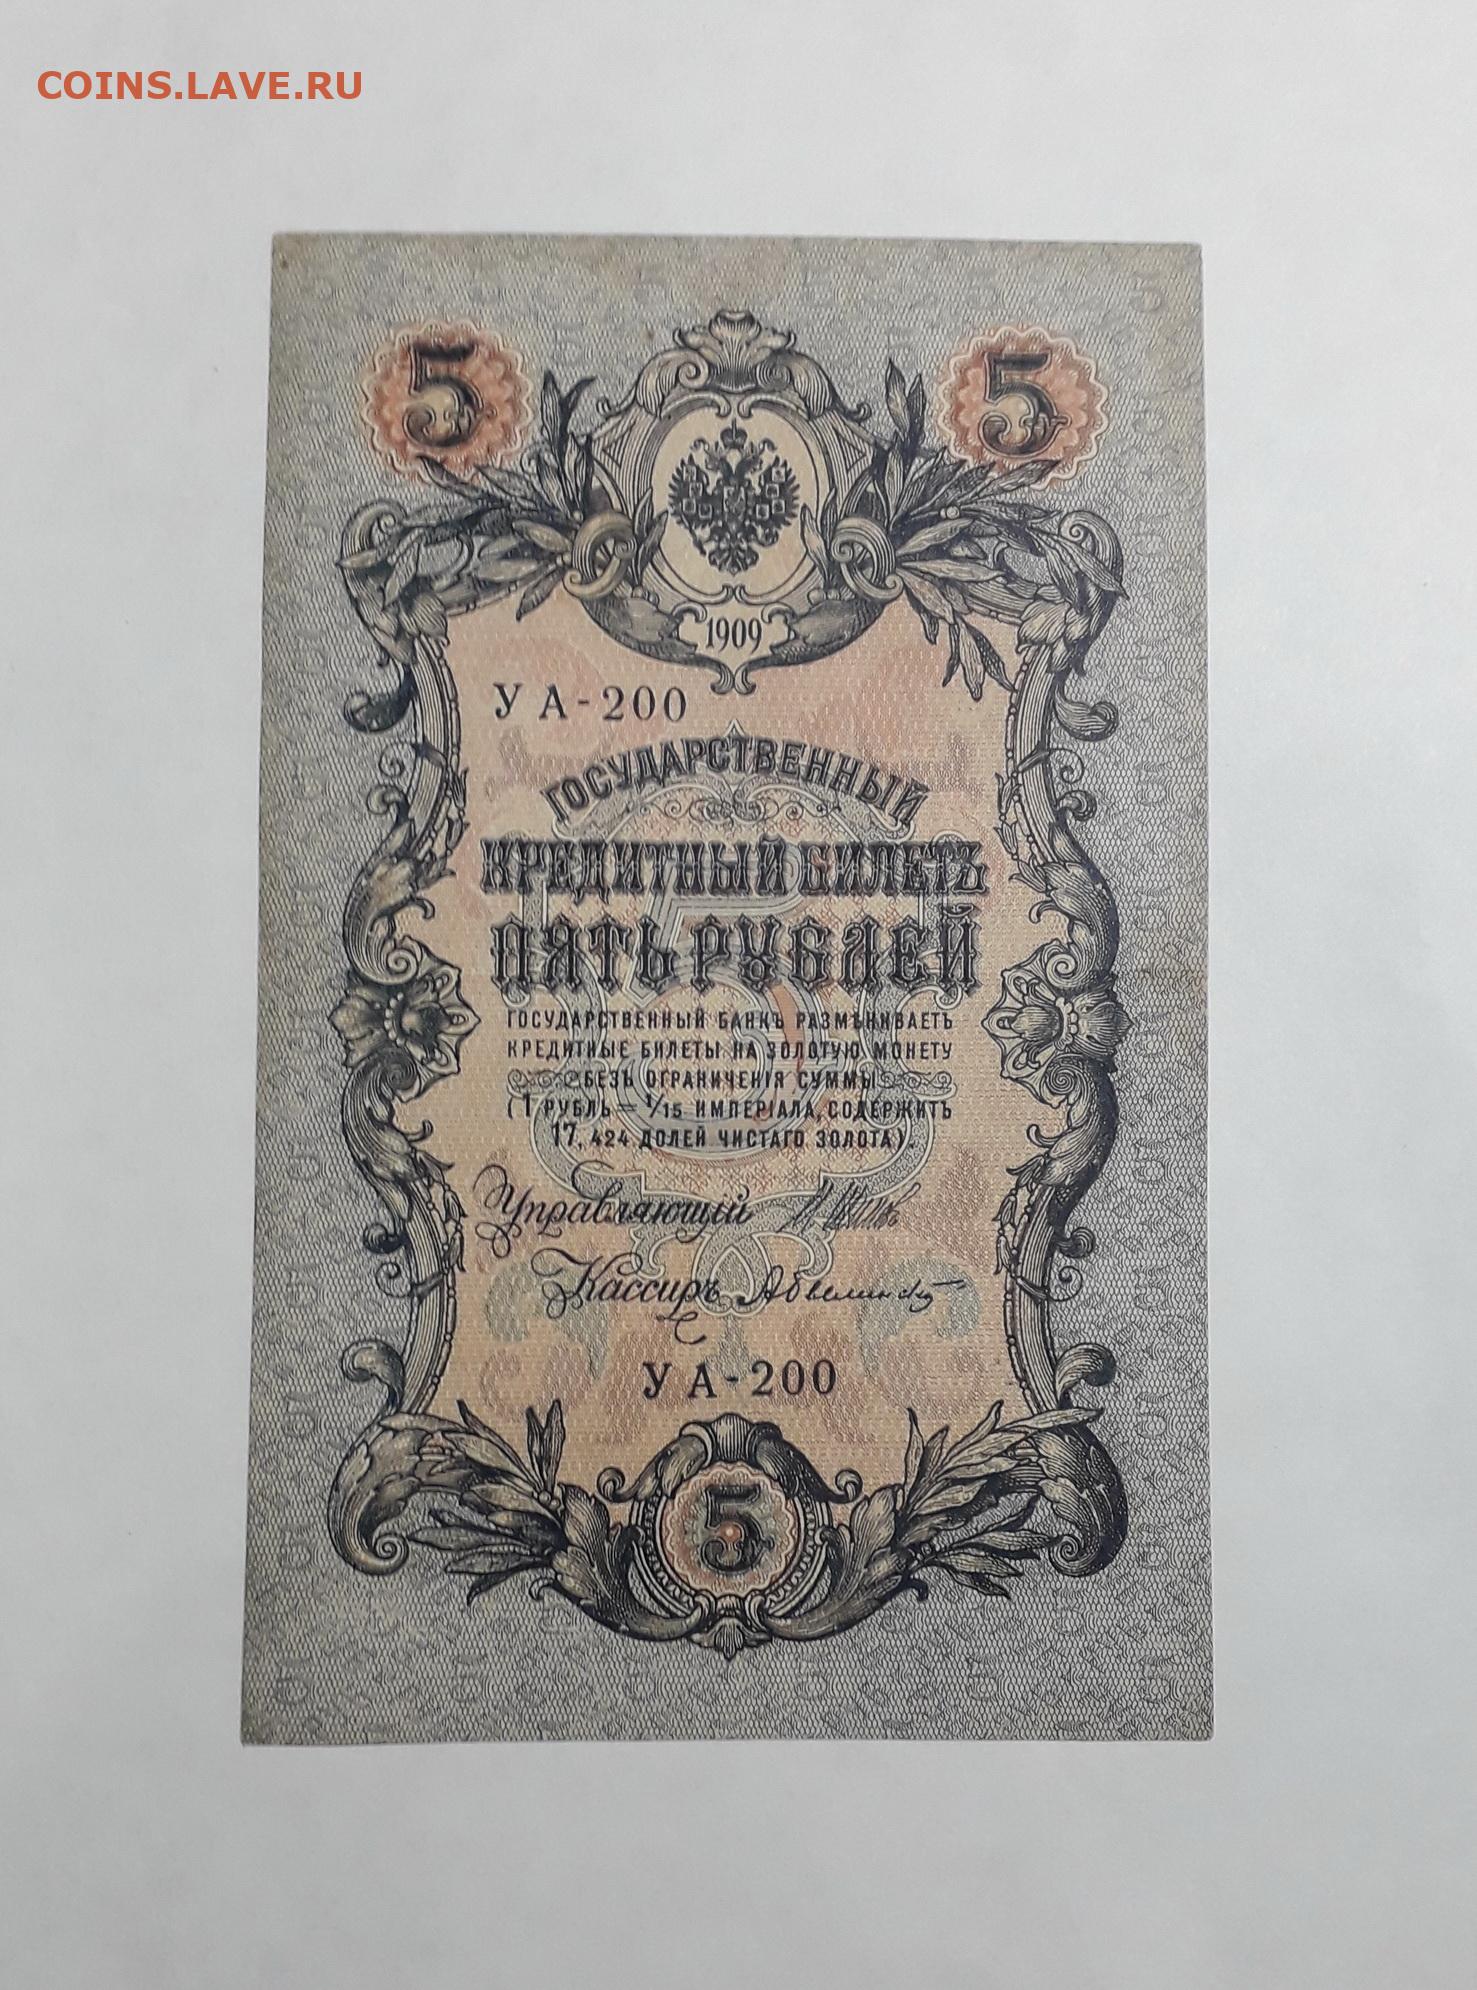 COINS.LAVE.RU
5 5
1909
УА-200
ГОСУДАРСТВЕННЫЙ
КРЕДИТНЫЙ БИЛЕТЪ
ПЯТЬ РУБЛЕЙ
ГОСУДАРСТВЕННЫЙ БАНКЪ РАЗМѢНИВАЕТЪ
КРЕДИТНЫЕ БИЛЕТЫ НА ЗОЛОТУЮ МОНЕТУ
БЕЗЪ ОГРАНИЧЕНІЯ СУММЫ
(1 РУБЛЬ = 1/15 ИМПЕРІАЛА, СОДЕРЖИТЪ
17,424 ДОЛЕЙ ЧИСТАГО ЗОЛОТА).
Управляющій
Кассиръ
УА-200
5